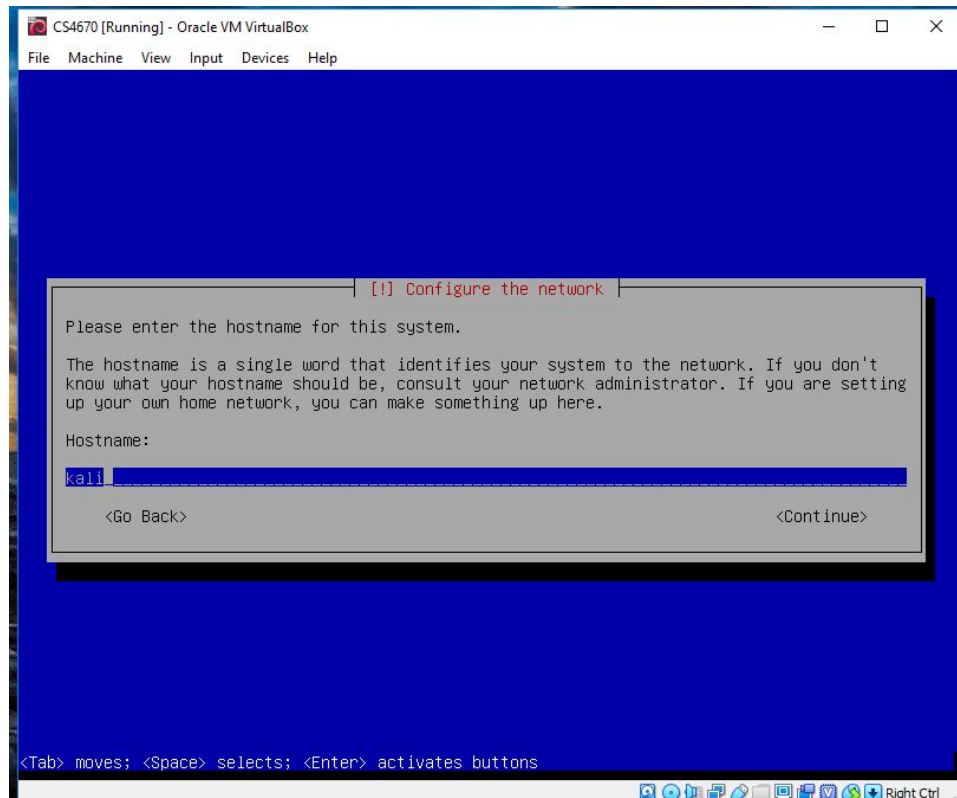 CS4670 [Running] - Oracle VM VirtualBox
File Machine View Input Devices Help
[!] Configure the network
Please enter the hostname for this system.
The hostname is a single word that identifies your system to the network. If you don't
know what your hostname should be, consult your network administrator. If you are setting
up your own home network, you can make something up here.
Hostname:
kali
<Go Back> <Continue>
<Tab> moves; <Space> selects; <Enter> activates buttons
Right Ctrl